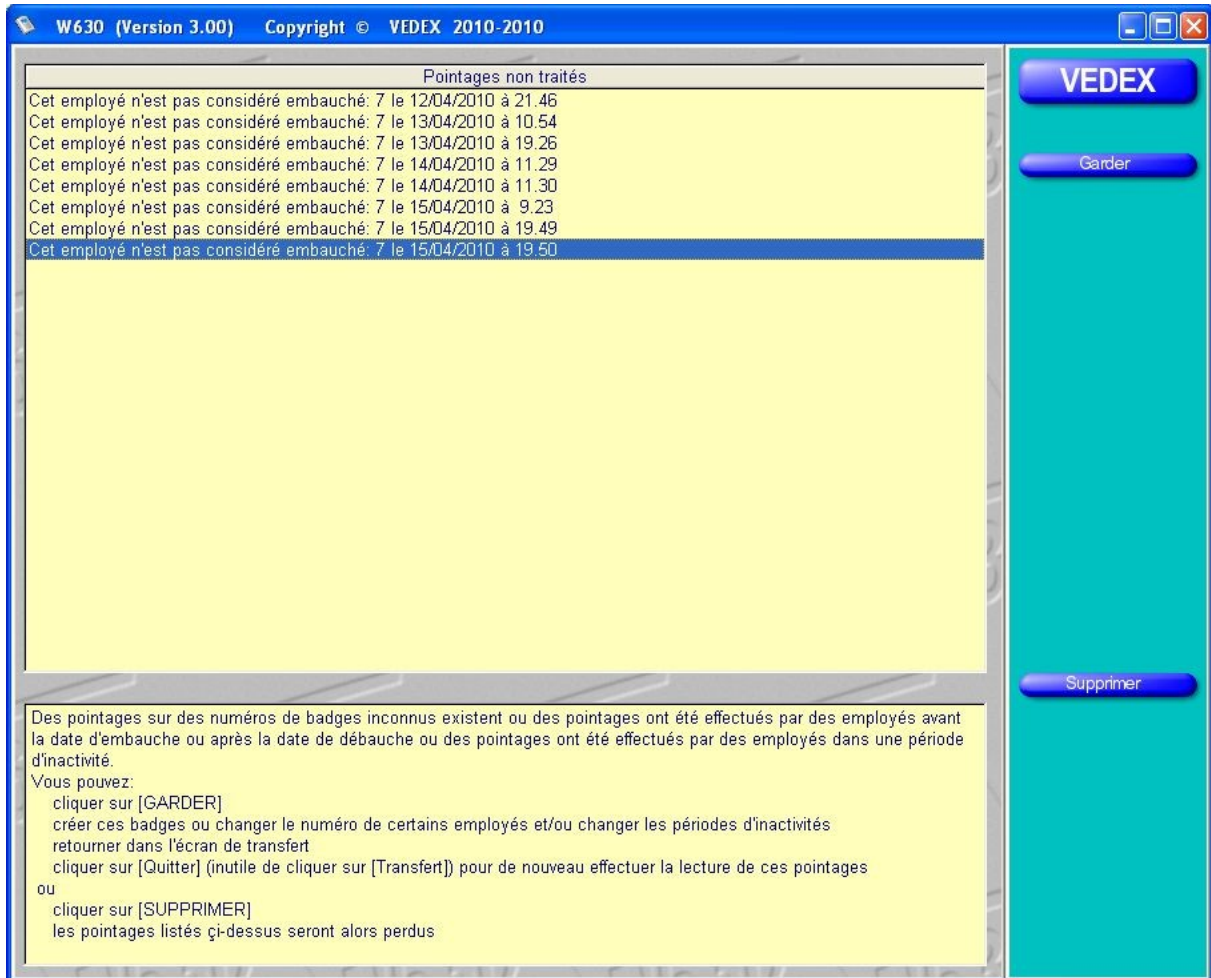 W630 (Version 3.00) Copyright © VEDEX 2010-2010
Pointages non traités
Cet employé n'est pas considéré embauché: 7 le 12/04/2010 à 21.46
Cet employé n'est pas considéré embauché: 7 le 13/04/2010 à 10.54
Cet employé n'est pas considéré embauché: 7 le 13/04/2010 à 19.26
Cet employé n'est pas considéré embauché: 7 le 14/04/2010 à 11.29
Cet employé n'est pas considéré embauché: 7 le 14/04/2010 à 11.30
Cet employé n'est pas considéré embauché: 7 le 15/04/2010 à 9.23
Cet employé n'est pas considéré embauché: 7 le 15/04/2010 à 19.49
Cet employé n'est pas considéré embauché: 7 le 15/04/2010 à 19.50
Des pointages sur des numéros de badges inconnus existent ou des pointages ont été effectués par des employés avant
la date d'embauche ou après la date de débauche ou des pointages ont été effectués par des employés dans une période
d'inactivité.
Vous pouvez:
cliquer sur [GARDER]
créer ces badges ou changer le numéro de certains employés et/ou changer les périodes d'inactivités
retourner dans l'écran de transfert
cliquer sur [Quitter] (inutile de cliquer sur [Transfert]) pour de nouveau effectuer la lecture de ces pointages
ou
cliquer sur [SUPPRIMER]
les pointages listés çi-dessus seront alors perdus
VEDEX
Garder
Supprimer